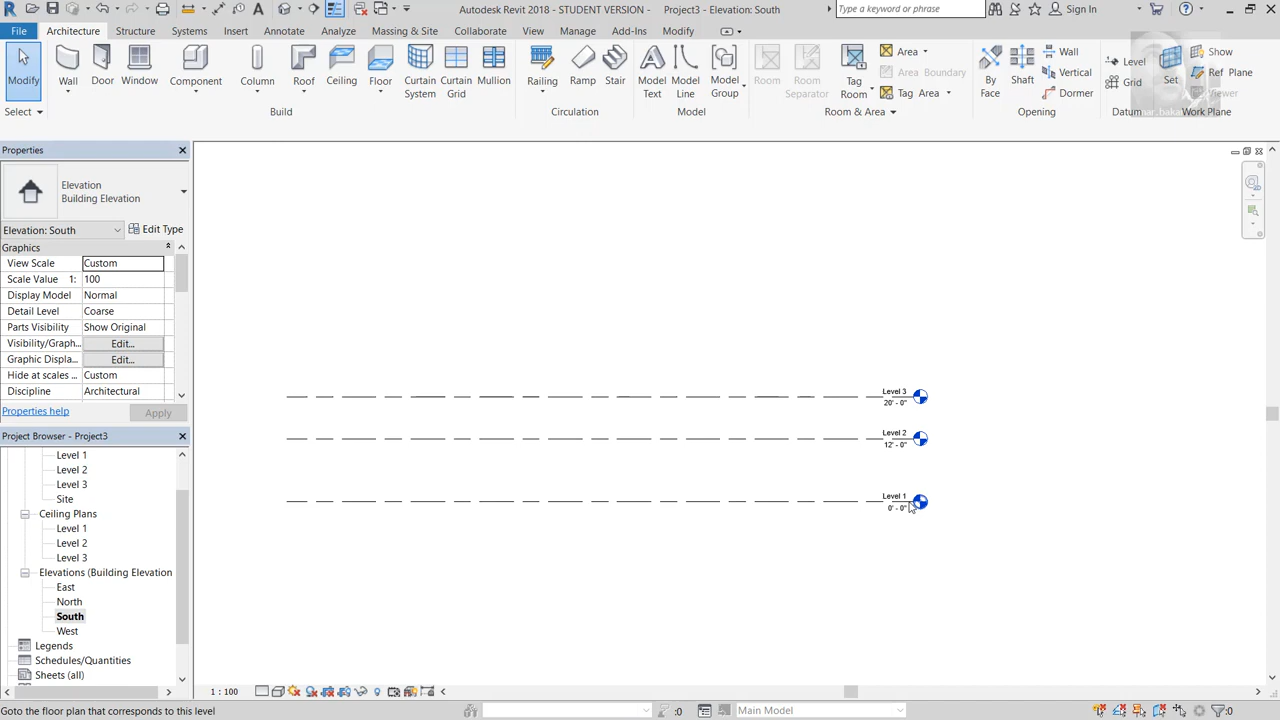 Autodesk Revit 2018 - STUDENT VERSION - Project3 - Elevation: South
Type a keyword or phrase
Sign In
File Architecture Structure Systems Insert Annotate Analyze Massing & Site Collaborate View Manage Add-Ins Modify
Modify Wall Door Window Component Column Roof Ceiling Floor Curtain System Curtain Grid Mullion Railing Ramp Stair Model Text Model Line Model Group Room Room Separator Tag Room
Area
Area Boundary
Tag Area
By Face Shaft
Wall
Vertical
Dormer
Level
Grid
Set
Show
Ref Plane
Viewer
Select Build Circulation Model Room & Area Opening Datum Work Plane
Properties
Elevation
Building Elevation
Elevation: South Edit Type
Graphics
View Scale Custom
Scale Value 1: 100
Display Model Normal
Detail Level Coarse
Parts Visibility Show Original
Visibility/Graph... Edit...
Graphic Displa... Edit...
Hide at scales ... Custom
Discipline Architectural
Properties help Apply
Project Browser - Project3
Level 1
Level 2
Level 3
Site
Ceiling Plans
Level 1
Level 2
Level 3
Elevations (Building Elevation
East
North
South
West
Legends
Schedules/Quantities
Sheets (all)
Level 3
20' - 0"
Level 2
12' - 0"
Level 1
0' - 0"
1 : 100
Goto the floor plan that corresponds to this level
:0
Main Model
:0